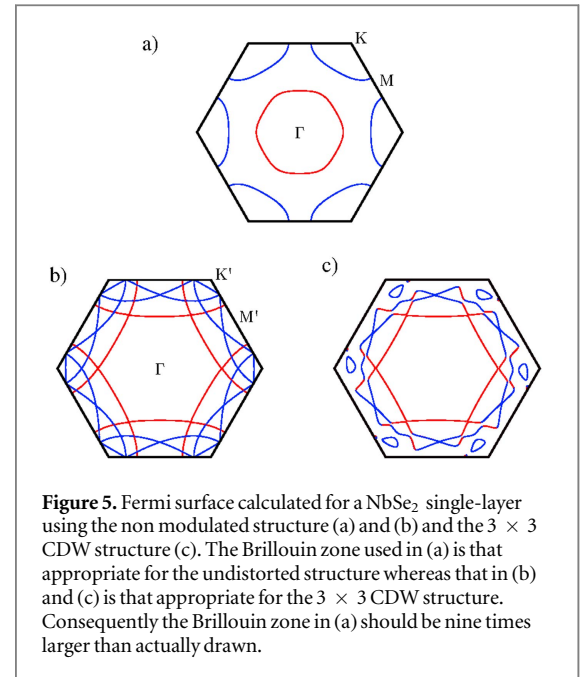 a)
K
M
Γ
b)
K'
M'
Γ
c)
Figure 5. Fermi surface calculated for a NbSe₂ single-layer
using the non modulated structure (a) and (b) and the 3 × 3
CDW structure (c). The Brillouin zone used in (a) is that
appropriate for the undistorted structure whereas that in (b)
and (c) is that appropriate for the 3 × 3 CDW structure.
Consequently the Brillouin zone in (a) should be nine times
larger than actually drawn.